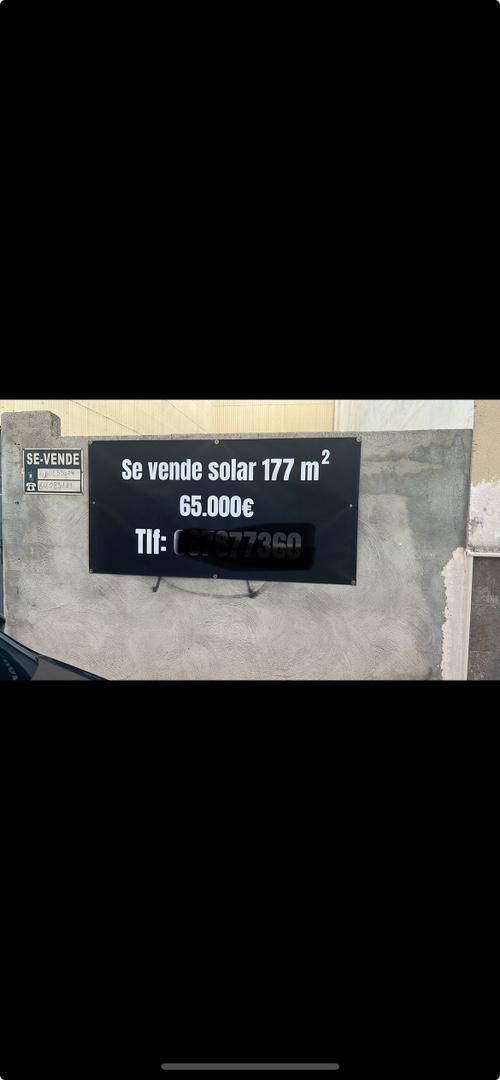 SE-VENDE
Se vende solar 177 m²
65.000€
Tlf: